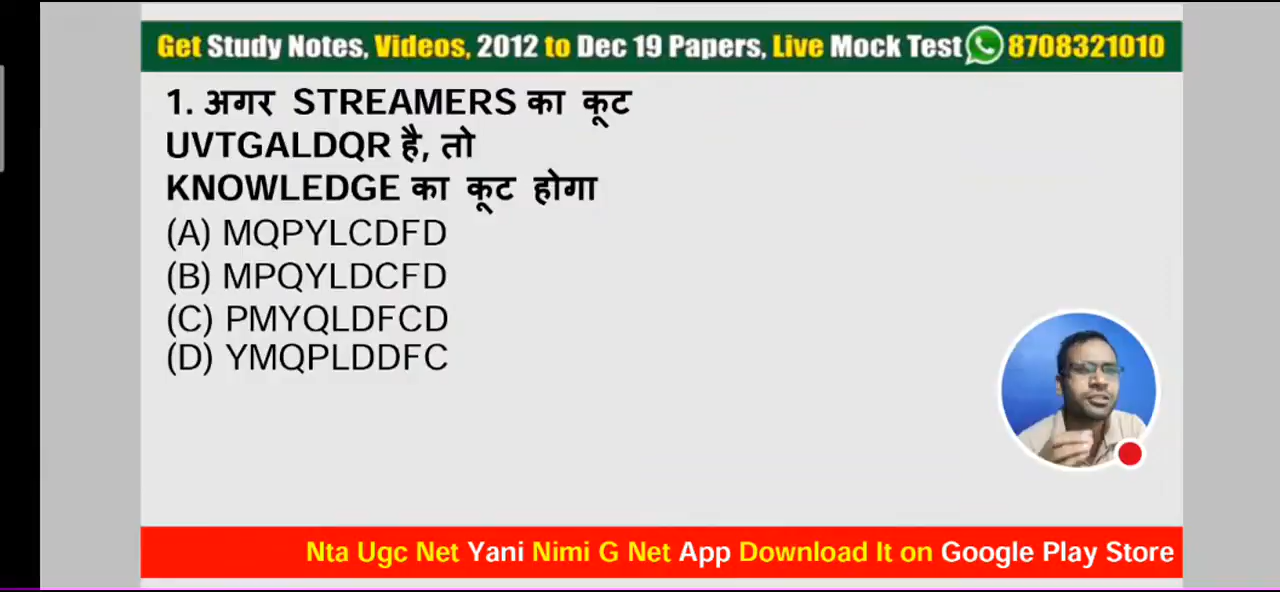 Get Study Notes, Videos, 2012 to Dec 19 Papers, Live Mock Test 8708321010
1. अगर STREAMERS का कूट
UVTGALDQR है, तो
KNOWLEDGE का कूट होगा
(A) MQPYLCDFD
(B) MPQYLDCFD
(C) PMYQLDFCD
(D) YMQPLDDFC
Nta Ugc Net Yani Nimi G Net App Download It on Google Play Store